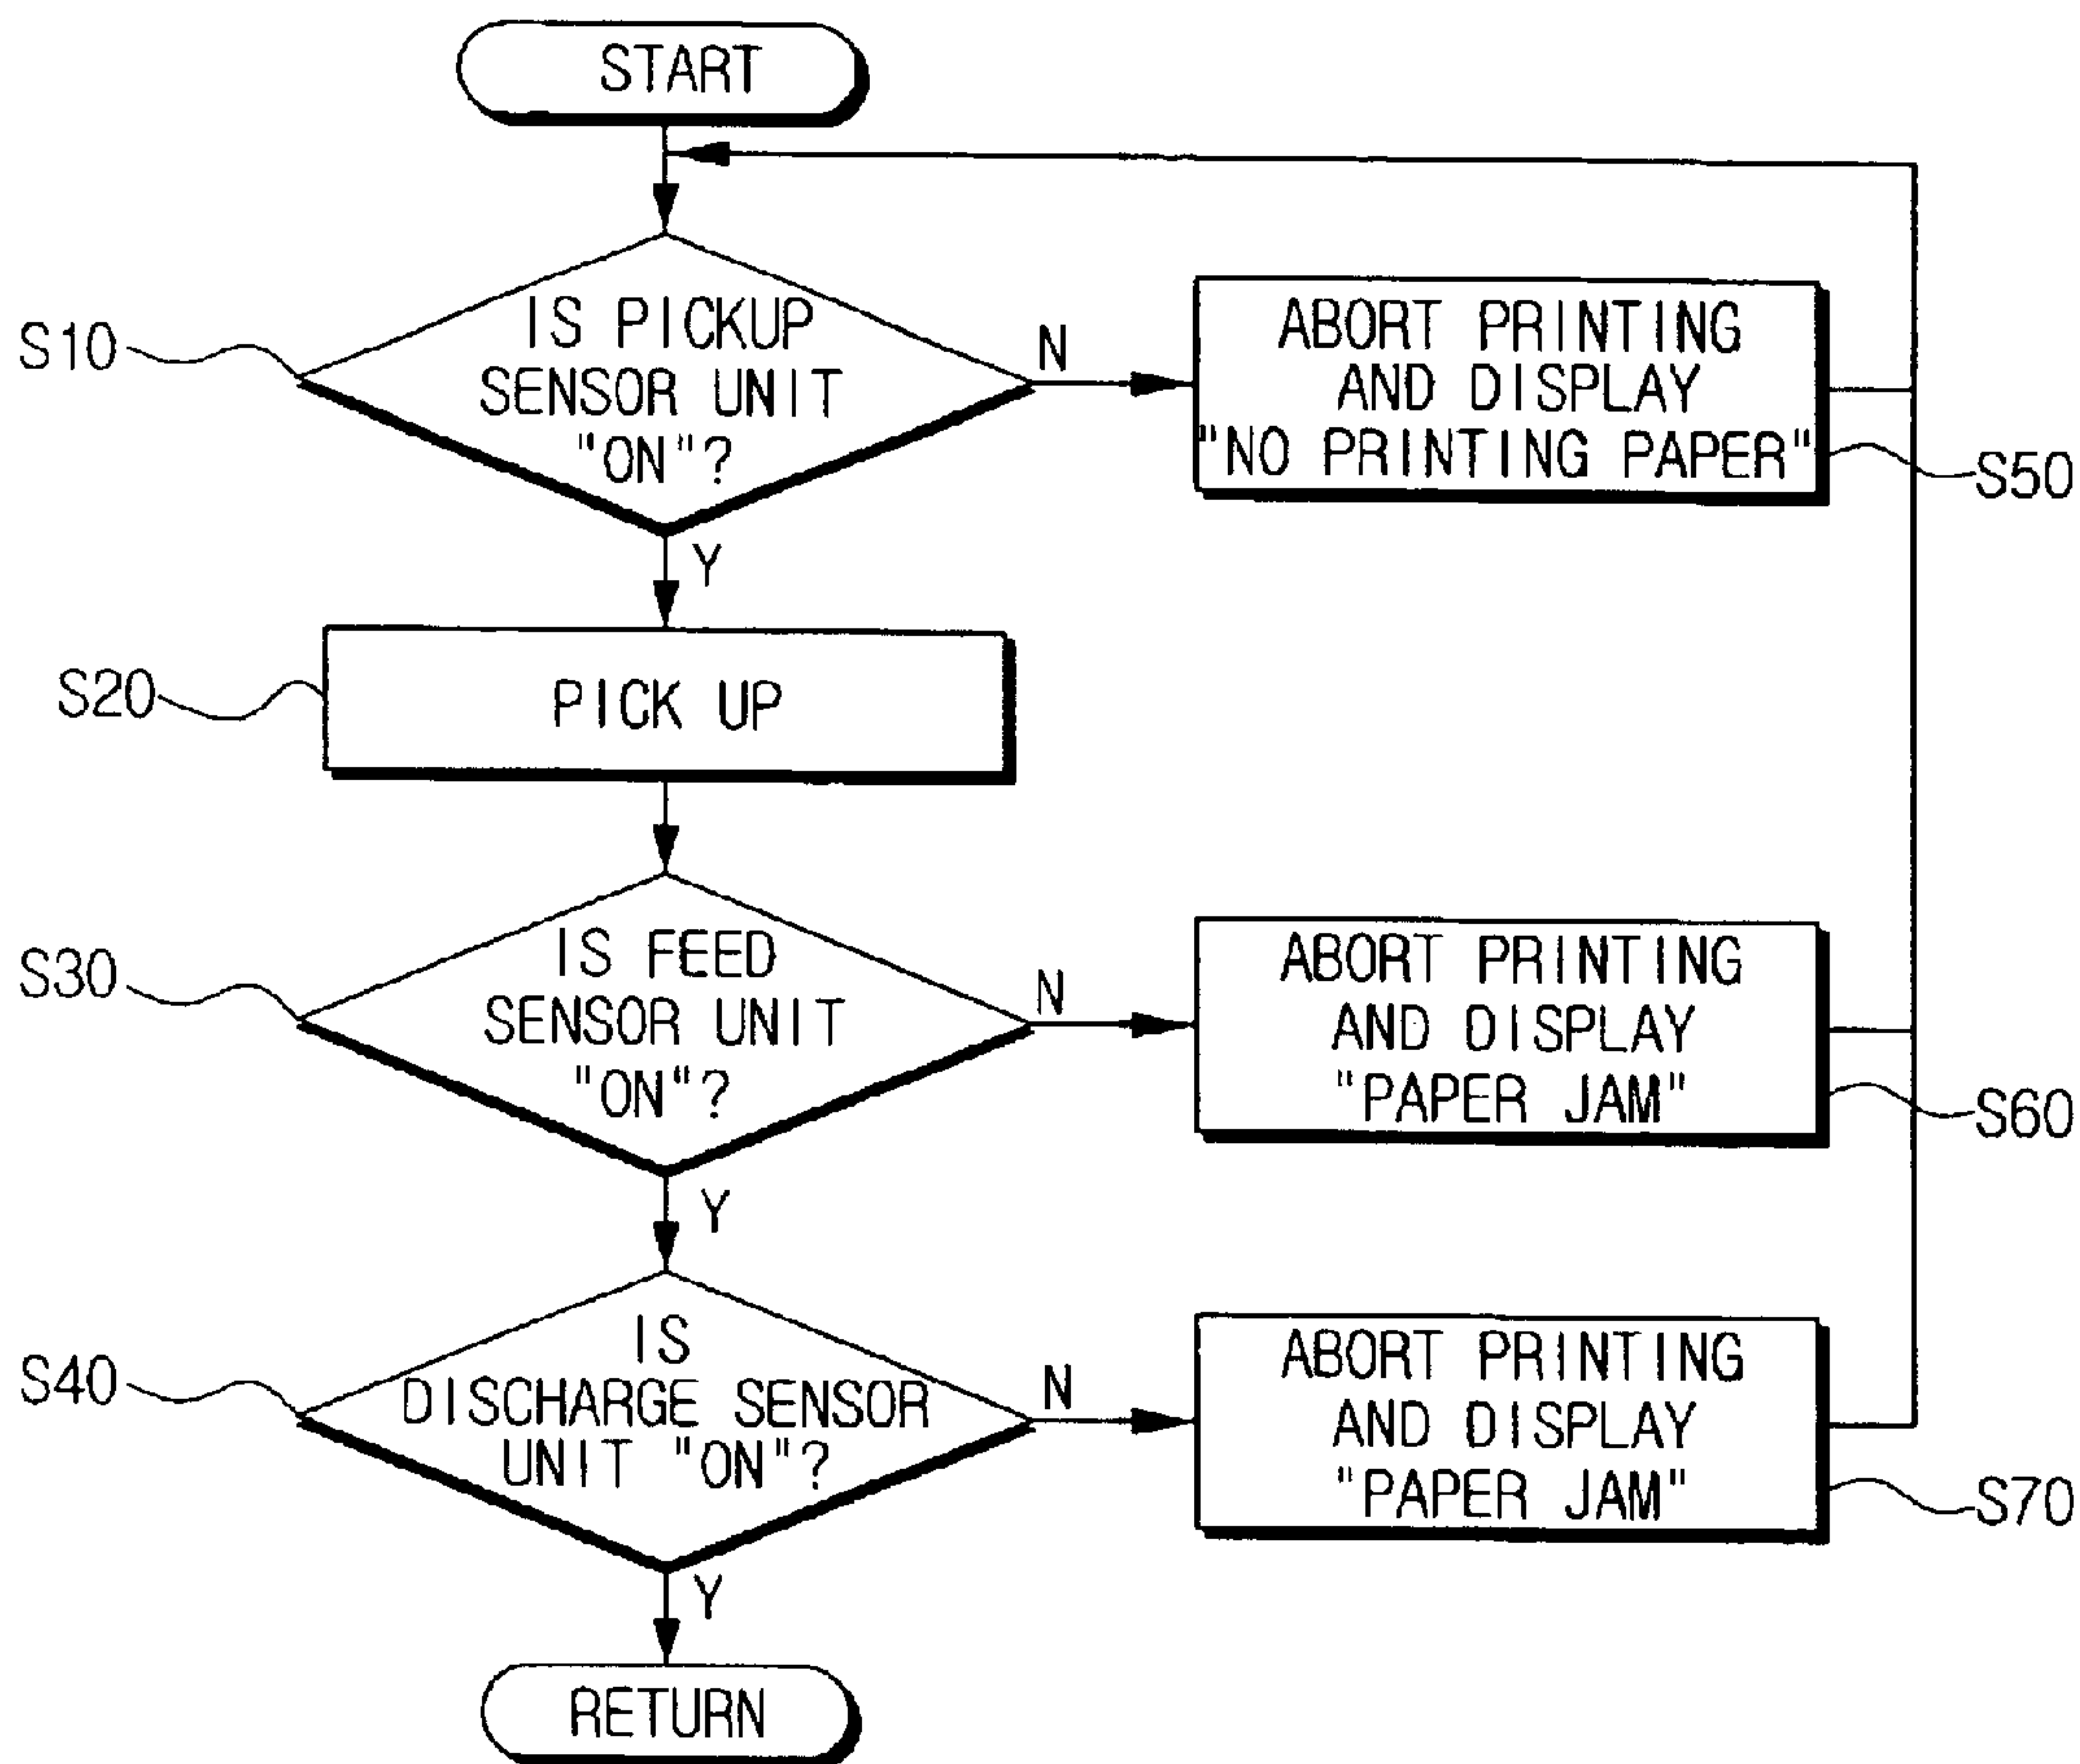 START
IS PICKUP
SENSOR UNIT
"ON"?
S10
N
ABORT PRINTING
AND DISPLAY
"NO PRINTING PAPER"
S50
Y
S20
PICK UP
IS FEED
SENSOR UNIT
"ON"?
S30
N
ABORT PRINTING
AND DISPLAY
"PAPER JAM"
S60
Y
IS
DISCHARGE SENSOR
UNIT "ON"?
S40
N
ABORT PRINTING
AND DISPLAY
"PAPER JAM"
S70
Y
RETURN